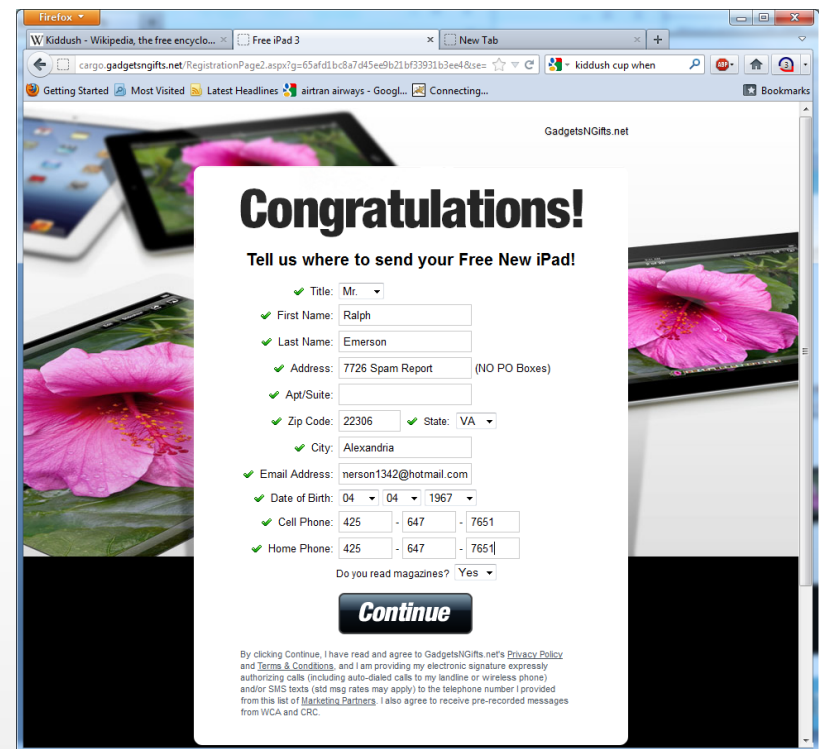 Firefox
Kiddush - Wikipedia, the free encyclo... × Free iPad 3 × New Tab × +
cargo.gadgetsngifts.net/RegistrationPage2.aspx?g=65afd1bc8a7d45ee9b21bf33931b3ee4&se= kiddush cup when ABP 3
Getting Started Most Visited Latest Headlines airtran airways - Googl... Connecting... Bookmarks
GadgetsNGifts.net
Congratulations!
Tell us where to send your Free New iPad!
Title: Mr.
First Name: Ralph
Last Name: Emerson
Address: 7726 Spam Report (NO PO Boxes)
Apt/Suite:
Zip Code: 22306 State: VA
City: Alexandria
Email Address: nerson1342@hotmail.com
Date of Birth: 04 04 1967
Cell Phone: 425 - 647 - 7651
Home Phone: 425 - 647 - 7651
Do you read magazines? Yes
Continue
By clicking Continue, I have read and agree to GadgetsNGifts.net's Privacy Policy
and Terms & Conditions, and I am providing my electronic signature expressly
authorizing calls (including auto-dialed calls to my landline or wireless phone)
and/or SMS texts (std msg rates may apply) to the telephone number I provided
from this list of Marketing Partners. I also agree to receive pre-recorded messages
from WCA and CRC.